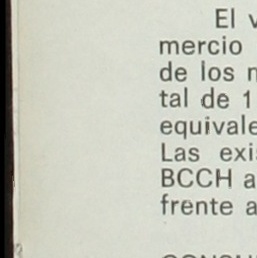 El v
mercio
de los n
tal de 1
equivale
Las exis
BCCH a
frente a